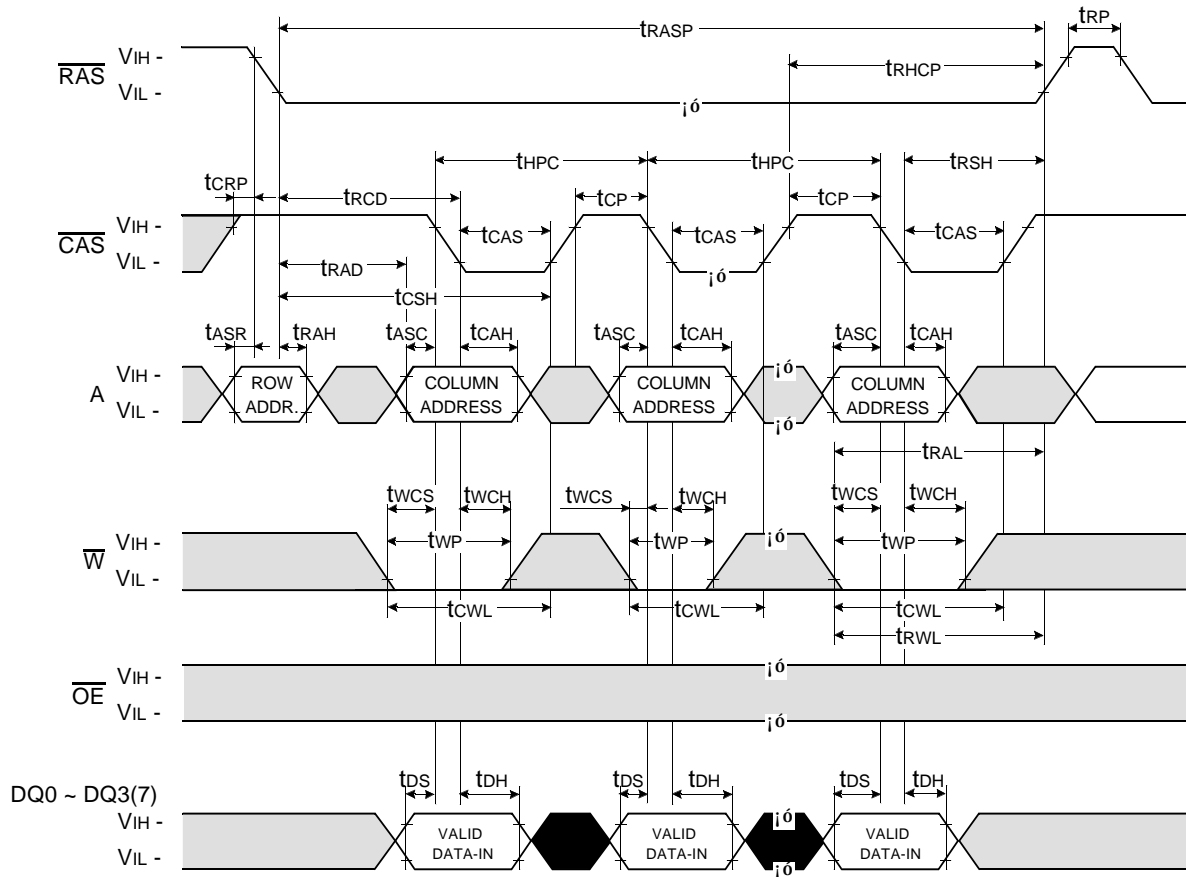 tRASP
tRP
RAS
VIH -
VIL -
tRHCP
¡ó
tHPC
tHPC
tRSH
tCRP
tRCD
tCP
tCP
CAS
VIH -
VIL -
tCAS
tCAS
tCAS
¡ó
tRAD
tCSH
tASR
tRAH
tASC
tCAH
tASC
tCAH
tASC
tCAH
A
VIH -
VIL -
ROW
ADDR.
COLUMN
ADDRESS
COLUMN
ADDRESS
¡ó
¡ó
COLUMN
ADDRESS
tRAL
tWCS
tWCH
tWCS
tWCH
tWCS
tWCH
W
VIH -
VIL -
tWP
tWP
¡ó
tWP
tCWL
tCWL
tCWL
tRWL
OE
VIH -
VIL -
¡ó
¡ó
tDS
tDH
tDS
tDH
tDS
tDH
DQ0 ~ DQ3(7)
VIH -
VIL -
VALID
DATA-IN
VALID
DATA-IN
¡ó
¡ó
VALID
DATA-IN